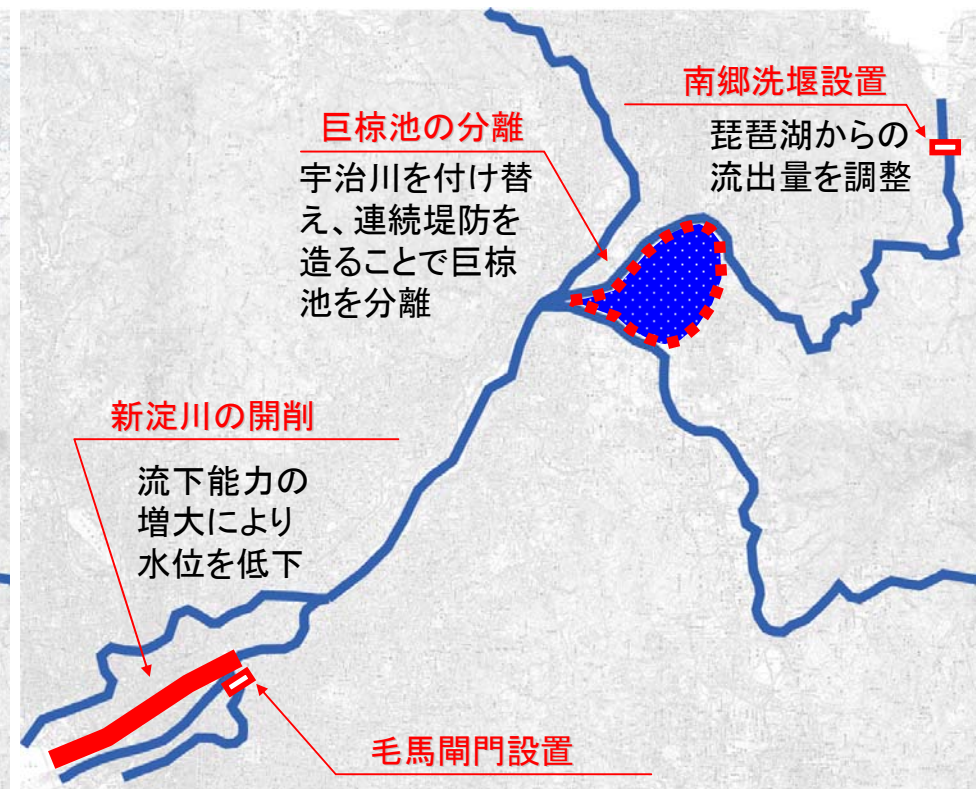 南郷洗堰設置
琵琶湖からの
流出量を調整
巨椋池の分離
宇治川を付け替
え、連続堤防を
造ることで巨椋
池を分離
新淀川の開削
流下能力の
増大により
水位を低下
毛馬閘門設置